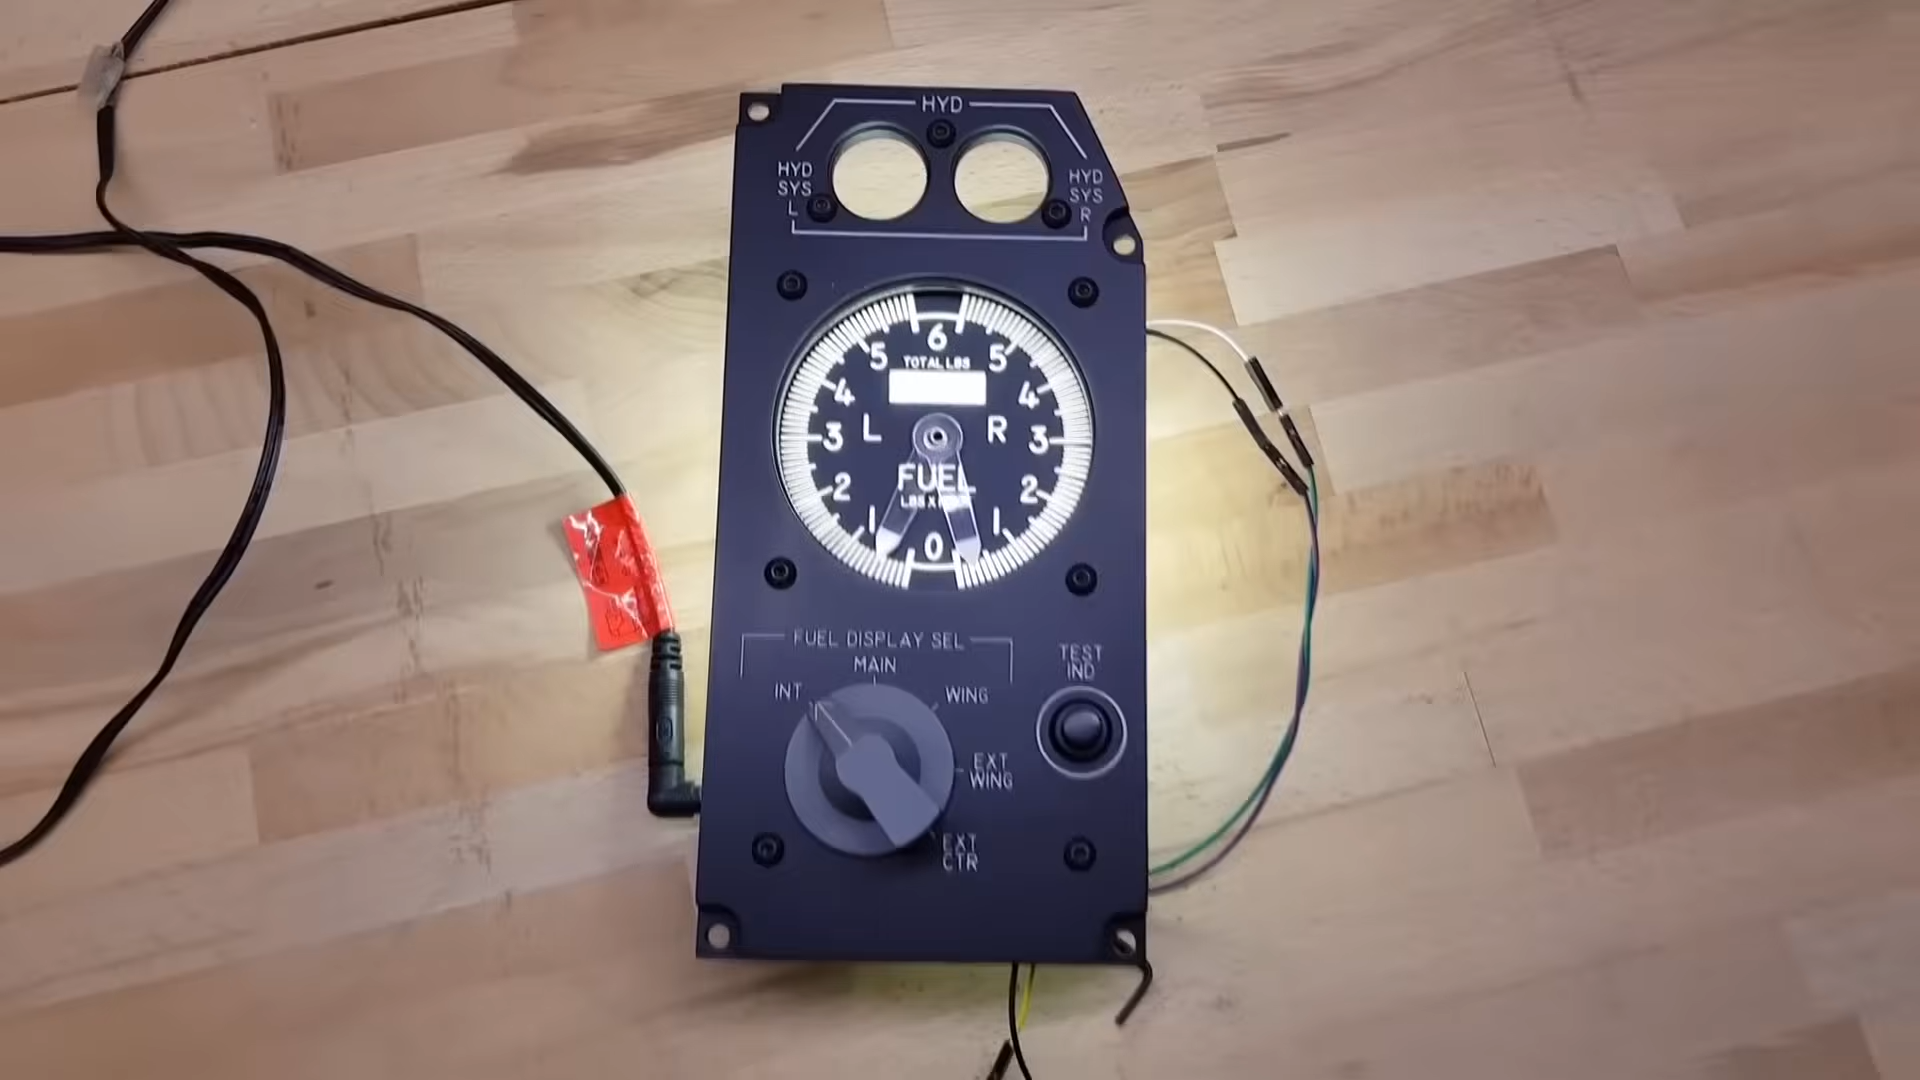 HYD
HYD
SYS
L
HYD
SYS
R
6
5
5
TOTAL LBS
4
4
L
R
3
3
FUEL
2
2
LBS X
1
1
0
FUEL DISPLAY SEL
MAIN
INT
WING
EXT
WING
EXT
CTR
TEST
IND